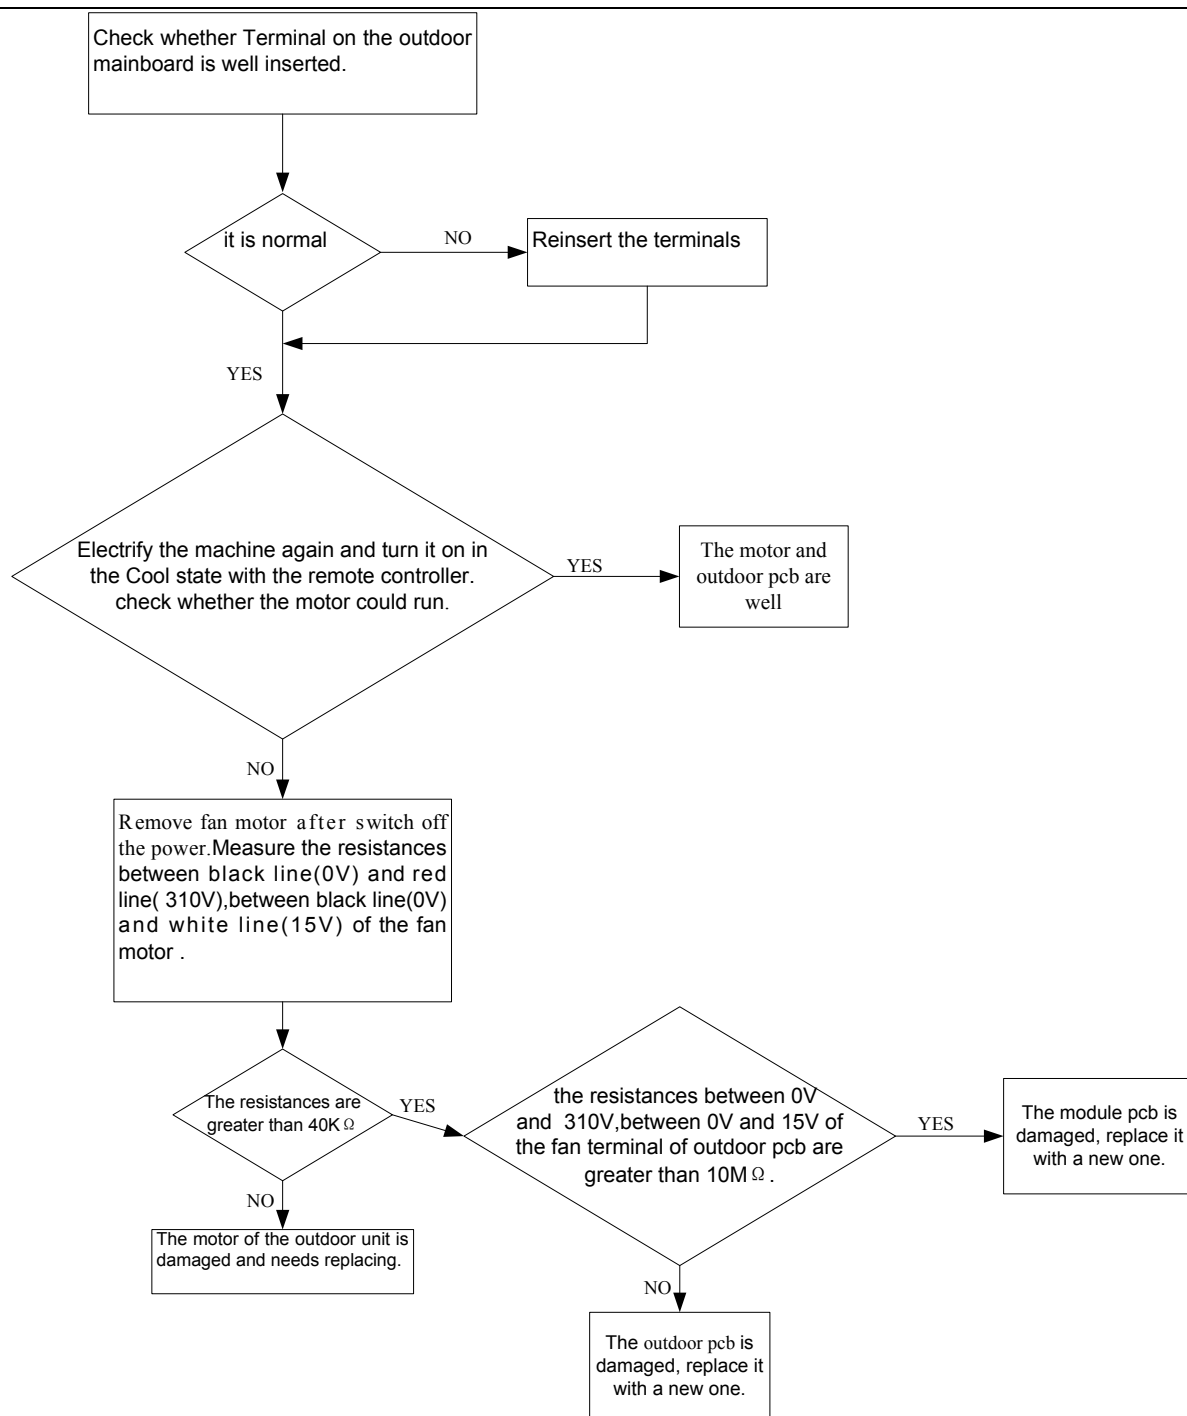 Check whether Terminal on the outdoor
mainboard is well inserted.
it is normal
NO
Reinsert the terminals
YES
Electrify the machine again and turn it on in
the Cool state with the remote controller.
check whether the motor could run.
YES
The motor and
outdoor pcb are
well
NO
Remove fan motor after switch off
the power.Measure the resistances
between black line(0V) and red
line( 310V),between black line(0V)
and white line(15V) of the fan
motor .
The resistances are
greater than 40K Ω
YES
the resistances between 0V
and 310V,between 0V and 15V of
the fan terminal of outdoor pcb are
greater than 10M Ω .
YES
The module pcb is
damaged, replace it
with a new one.
NO
The motor of the outdoor unit is
damaged and needs replacing.
NO
The outdoor pcb is
damaged, replace it
with a new one.